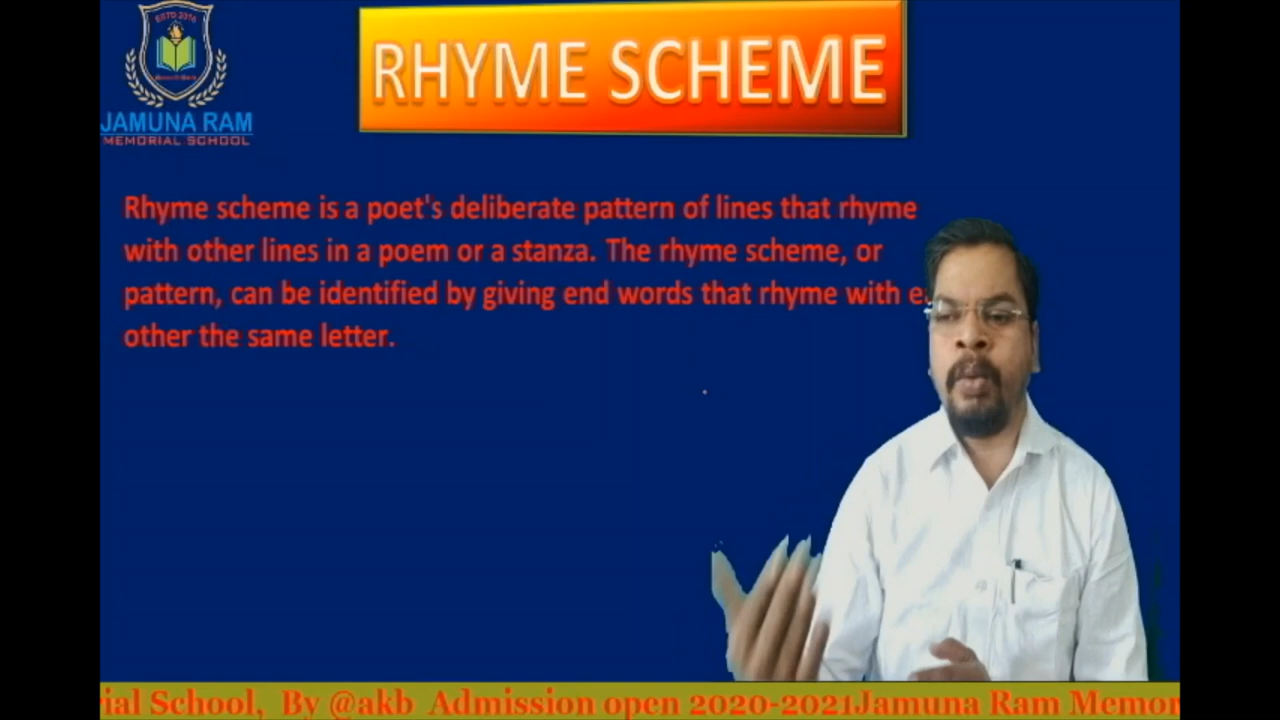 ESTD-2016
JAMUNA RAM
MEMORIAL SCHOOL
RHYME SCHEME
Rhyme scheme is a poet's deliberate pattern of lines that rhyme
with other lines in a poem or a stanza. The rhyme scheme, or
pattern, can be identified by giving end words that rhyme with
other the same letter.
rial School, By @akb Admission open 2020-2021Jamuna Ram Memor